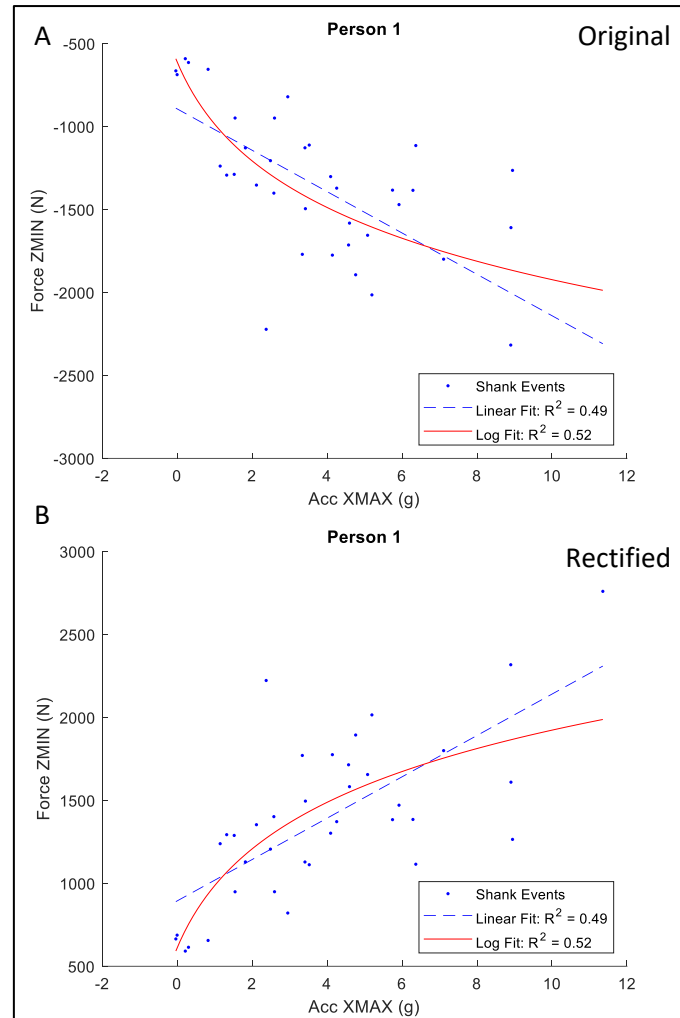 A
Person 1
Original
-500
-1000
-1500
-2000
-2500
-3000
Force ZMIN (N)
Shank Events
Linear Fit: R² = 0.49
Log Fit: R² = 0.52
-2 0 2 4 6 8 10 12
Acc XMAX (g)
B
Person 1
Rectified
3000
2500
2000
1500
1000
500
Force ZMIN (N)
Shank Events
Linear Fit: R² = 0.49
Log Fit: R² = 0.52
-2 0 2 4 6 8 10 12
Acc XMAX (g)